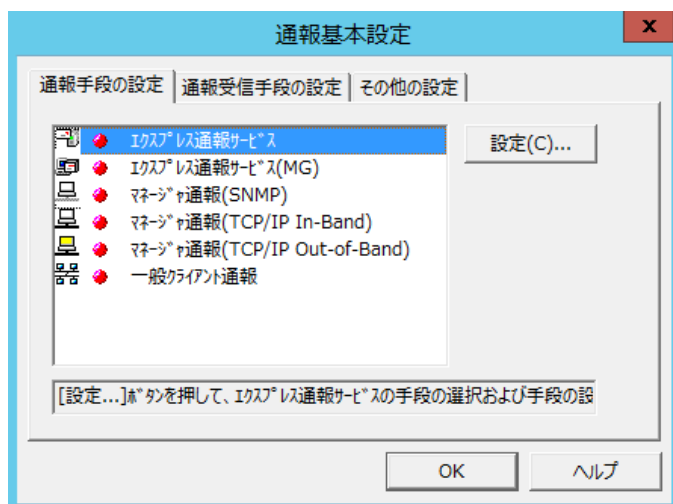 通報基本設定
x
通報手段の設定 通報受信手段の設定 その他の設定
ｴｸｽﾌﾟﾚｽ通報ｻｰﾋﾞｽ
設定(C)...
ｴｸｽﾌﾟﾚｽ通報ｻｰﾋﾞｽ(MG)
ﾏﾈｰｼﾞｬ通報(SNMP)
ﾏﾈｰｼﾞｬ通報(TCP/IP In-Band)
ﾏﾈｰｼﾞｬ通報(TCP/IP Out-of-Band)
一般ｸﾗｲｱﾝﾄ通報
[設定...]ﾎﾞﾀﾝを押して、ｴｸｽﾌﾟﾚｽ通報ｻｰﾋﾞｽの手段の選択および手段の設
OK ヘルプ